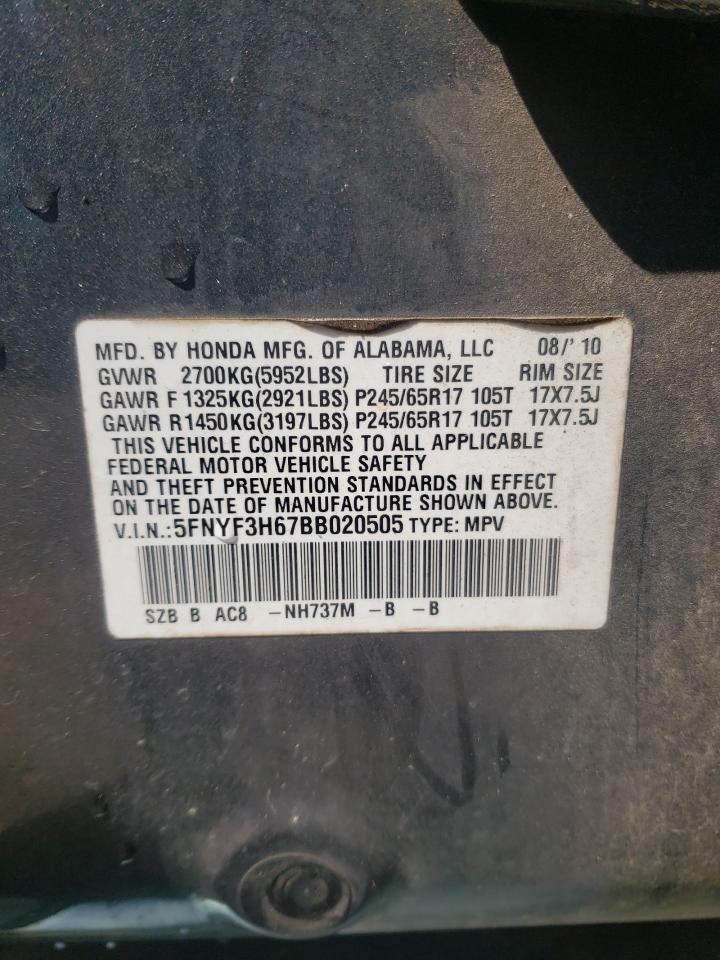 MFD. BY HONDA MFG. OF ALABAMA, LLC 08/' 10
GVWR 2700KG(5952LBS) TIRE SIZE RIM SIZE
GAWR F 1325KG(2921LBS) P245/65R17 105T 17X7.5J
GAWR R1450KG(3197LBS) P245/65R17 105T 17X7.5J
THIS VEHICLE CONFORMS TO ALL APPLICABLE
FEDERAL MOTOR VEHICLE SAFETY
AND THEFT PREVENTION STANDARDS IN EFFECT
ON THE DATE OF MANUFACTURE SHOWN ABOVE.
V.I.N.:5FNYF3H67BB020505 TYPE: MPV
SZB B AC8 -NH737M -B -B